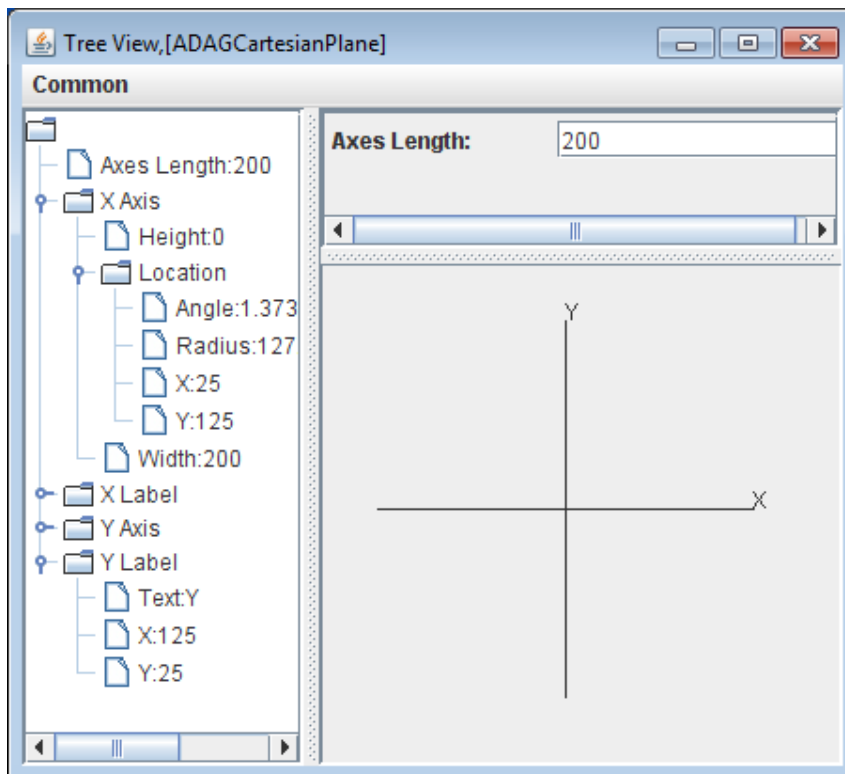 Tree View,[ADAGCartesianPlane]
Common
Axes Length:200
X Axis
Height:0
Location
Angle:1.373
Radius:127
X:25
Y:125
Width:200
X Label
Y Axis
Y Label
Text:Y
X:125
Y:25
Axes Length: 200
Y
X